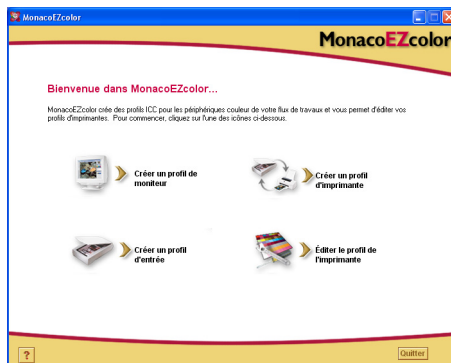 MonacoEZcolor
MonacoEZcolor
Bienvenue dans MonacoEZcolor...
MonacoEZcolor crée des profils ICC pour les périphériques couleur de votre flux de travaux et vous permet d'éditer vos
profils d'imprimantes. Pour commencer, cliquez sur l'une des icônes ci-dessous.
Créer un profil de
moniteur
Créer un profil
d'imprimante
Créer un profil
d'entrée
Éditer le profil de
l'imprimante
?
Quitter